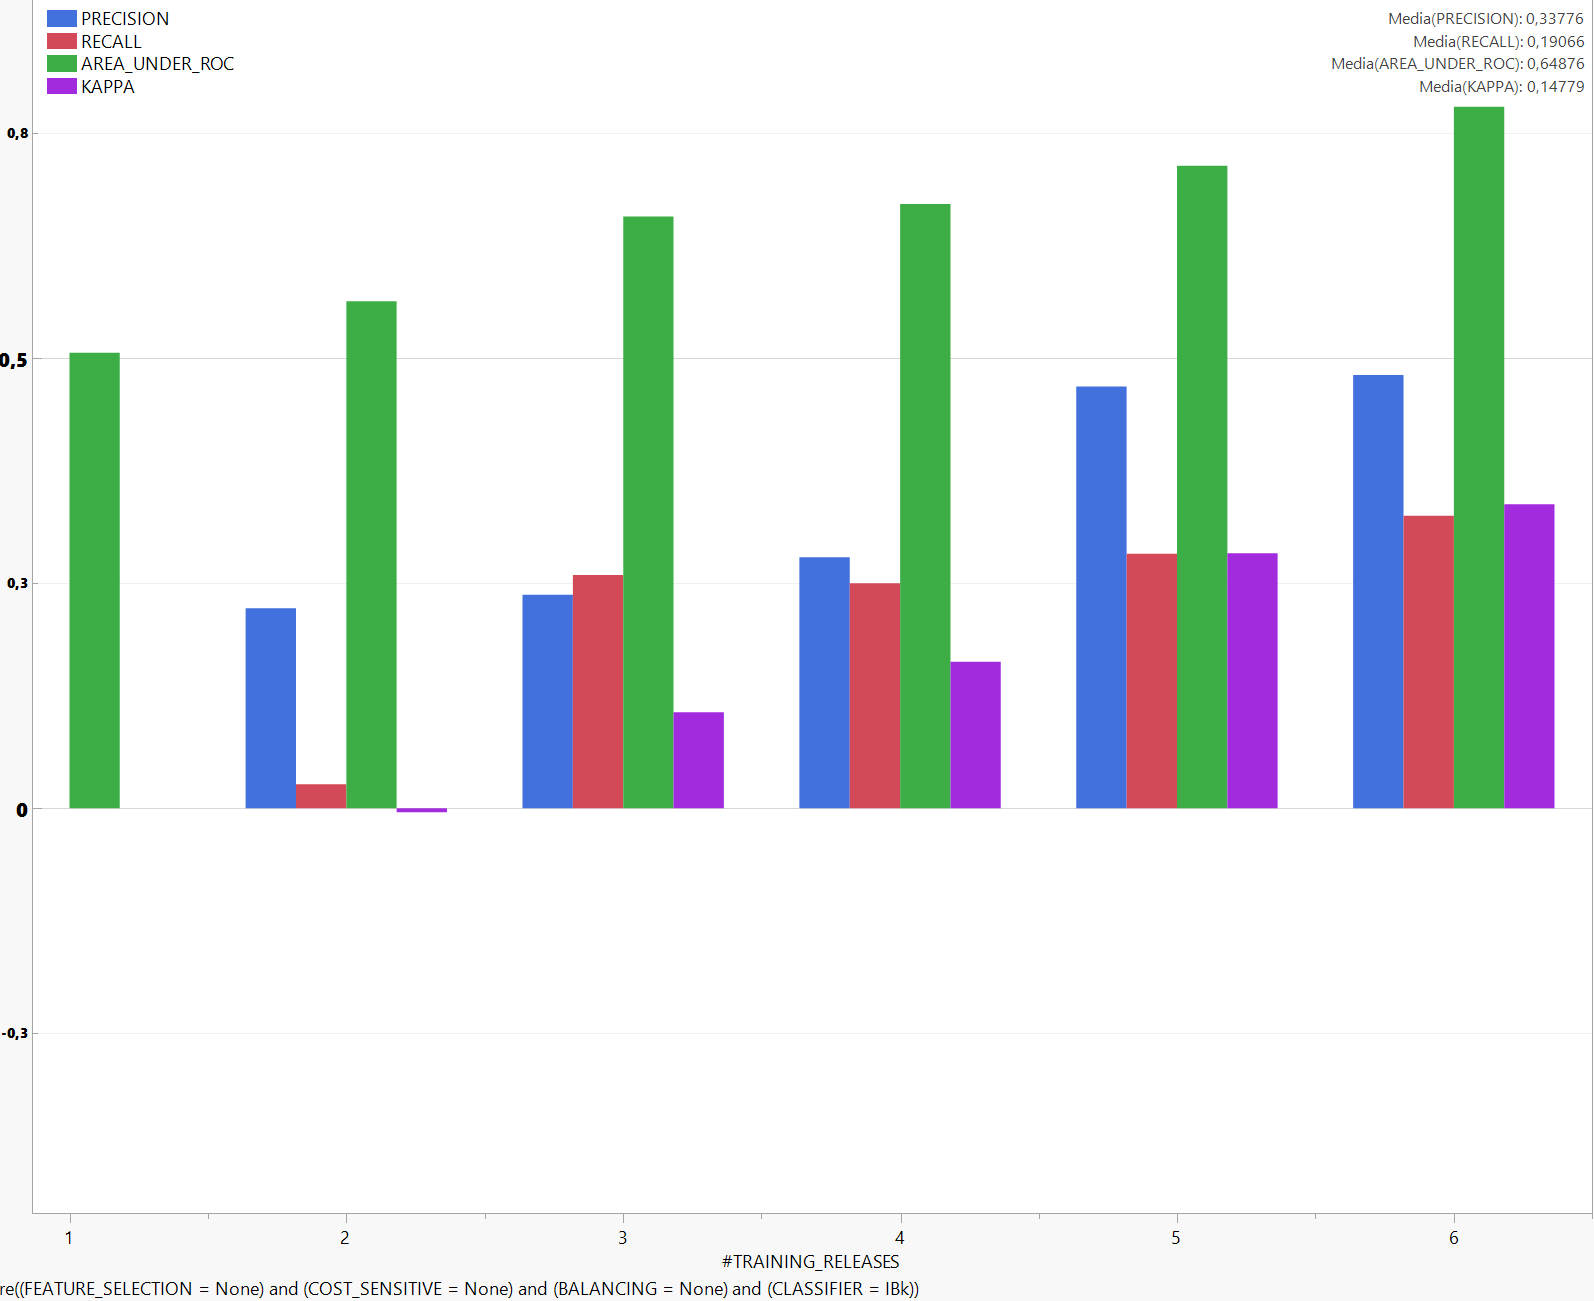 PRECISION
RECALL
AREA_UNDER_ROC
KAPPA
Media(PRECISION): 0,33776
Media(RECALL): 0,19066
Media(AREA_UNDER_ROC): 0,64876
Media(KAPPA): 0,14779
0,8
0,5
0,3
0
-0,3
1 2 3 4 5 6
#TRAINING_RELEASES
re((FEATURE_SELECTION = None) and (COST_SENSITIVE = None) and (BALANCING = None) and (CLASSIFIER = IBk))